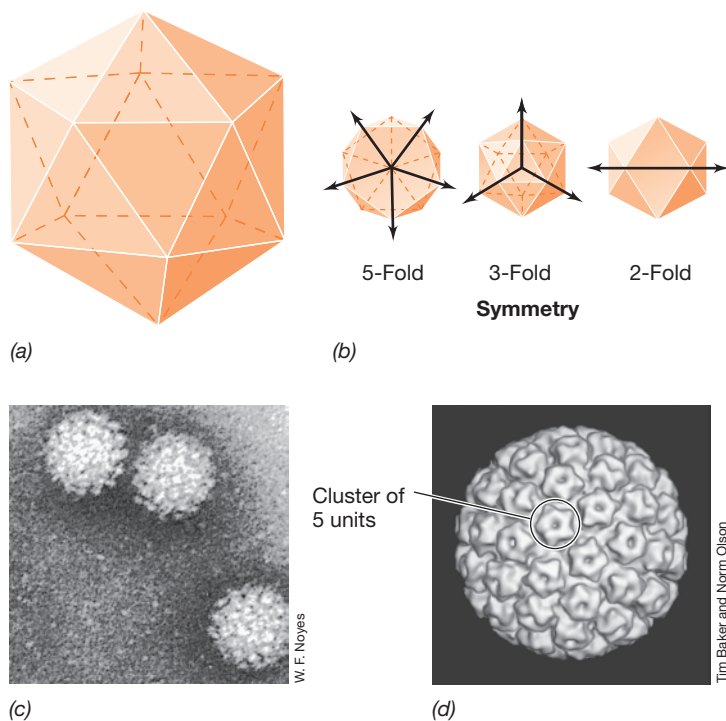 5-Fold
3-Fold
2-Fold
Symmetry
(a)
(b)
Cluster of
5 units
W. F. Noyes
Tim Baker and Norm Olson
(c)
(d)